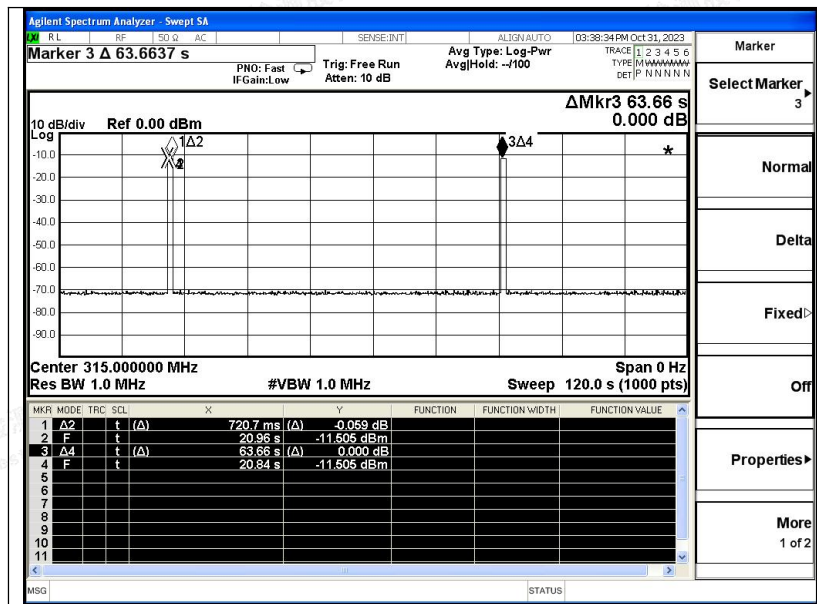 Agilent Spectrum Analyzer - Swept SA
LXI RL RF 50 Ω AC SENSE:INT ALIGN AUTO 03:38:34 PM Oct 31, 2023
Marker 3 Δ 63.6637 s
PNO: Fast
IFGain:Low
Trig: Free Run
Atten: 10 dB
Avg Type: Log-Pwr
Avg|Hold: --/100
TRACE 1 2 3 4 5 6
TYPE M W W W W W
DET P N N N N N
ΔMkr3 63.66 s
0.000 dB
10 dB/div Ref 0.00 dBm
Log
-10.0
-20.0
-30.0
-40.0
-50.0
-60.0
-70.0
-80.0
-90.0
1Δ2
3Δ4
*
Center 315.000000 MHz Span 0 Hz
Res BW 1.0 MHz #VBW 1.0 MHz Sweep 120.0 s (1000 pts)
MKR MODE TRC SCL X Y FUNCTION FUNCTION WIDTH FUNCTION VALUE
1 Δ2 t (Δ) 720.7 ms (Δ) -0.059 dB
2 F t 20.96 s -11.505 dBm
3 Δ4 t (Δ) 63.66 s (Δ) 0.000 dB
4 F t 20.84 s -11.505 dBm
5
6
7
8
9
10
11
MSG STATUS
Marker
Select Marker
3
Normal
Delta
Fixed
Off
Properties
More
1 of 2